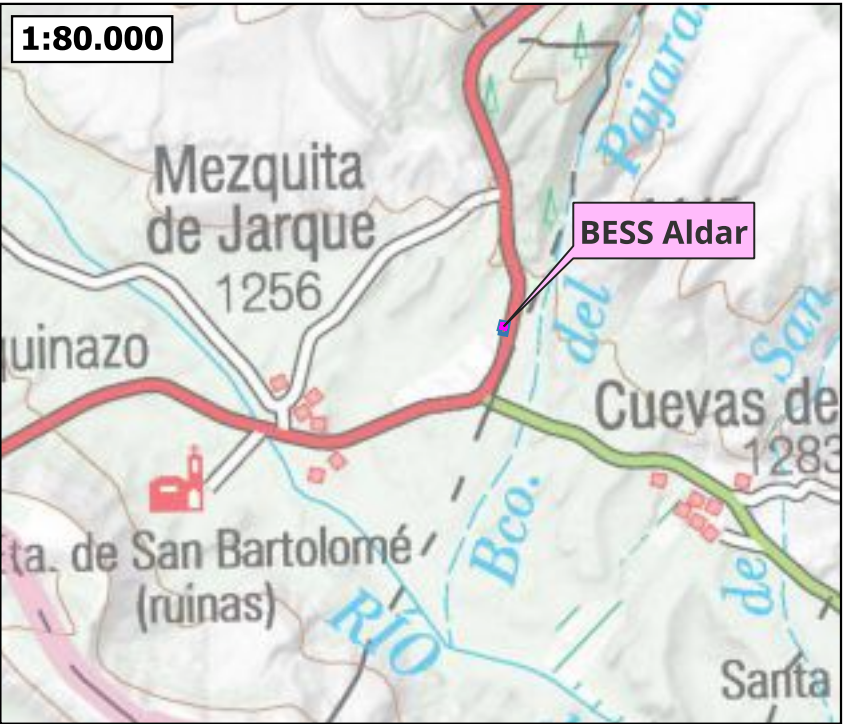 1:80.000
Pajara
Mezquita
de Jarque
1256
BESS Aldar
del
San
quinazo
Cuevas de
1283
Bco.
ta. de San Bartolomé
(ruinas)
RÍO
de
Santa